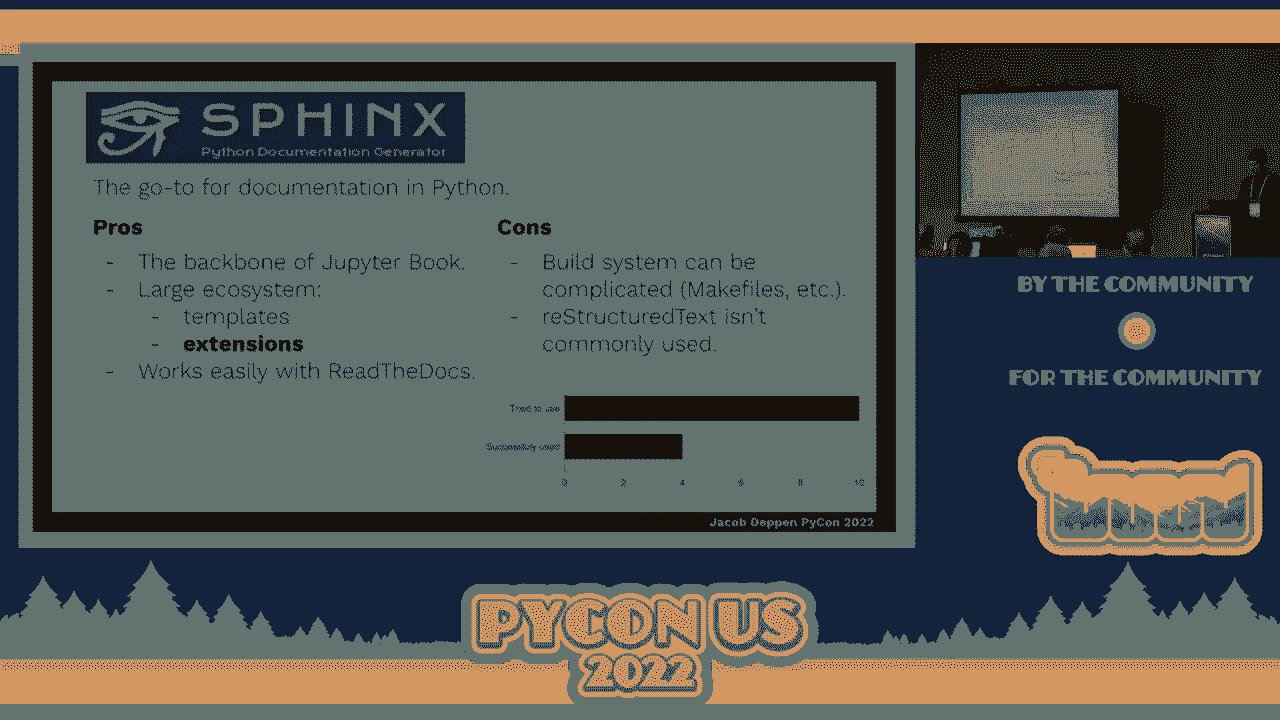 SPHINX
Python Documentation Generator
The go-to for documentation in Python.
Pros
- The backbone of Jupyter Book.
- Large ecosystem:
- templates
- extensions
- Works easily with ReadTheDocs.
Cons
- Build system can be
complicated (Makefiles, etc.).
- reStructuredText isn't
commonly used.
Tried to use
Successfully used
0 2 4 6 8 10
Jacob Deppen PyCon 2022
BY THE COMMUNITY
FOR THE COMMUNITY
PYCON US
2022